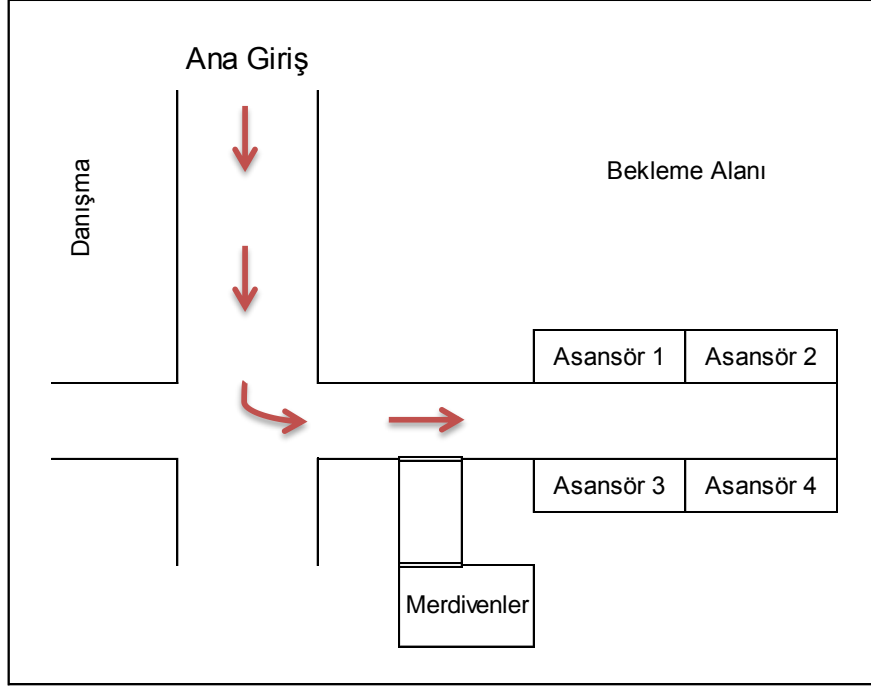 Ana Giriş
Danışma
Bekleme Alanı
Asansör 1
Asansör 2
Asansör 3
Asansör 4
Merdivenler